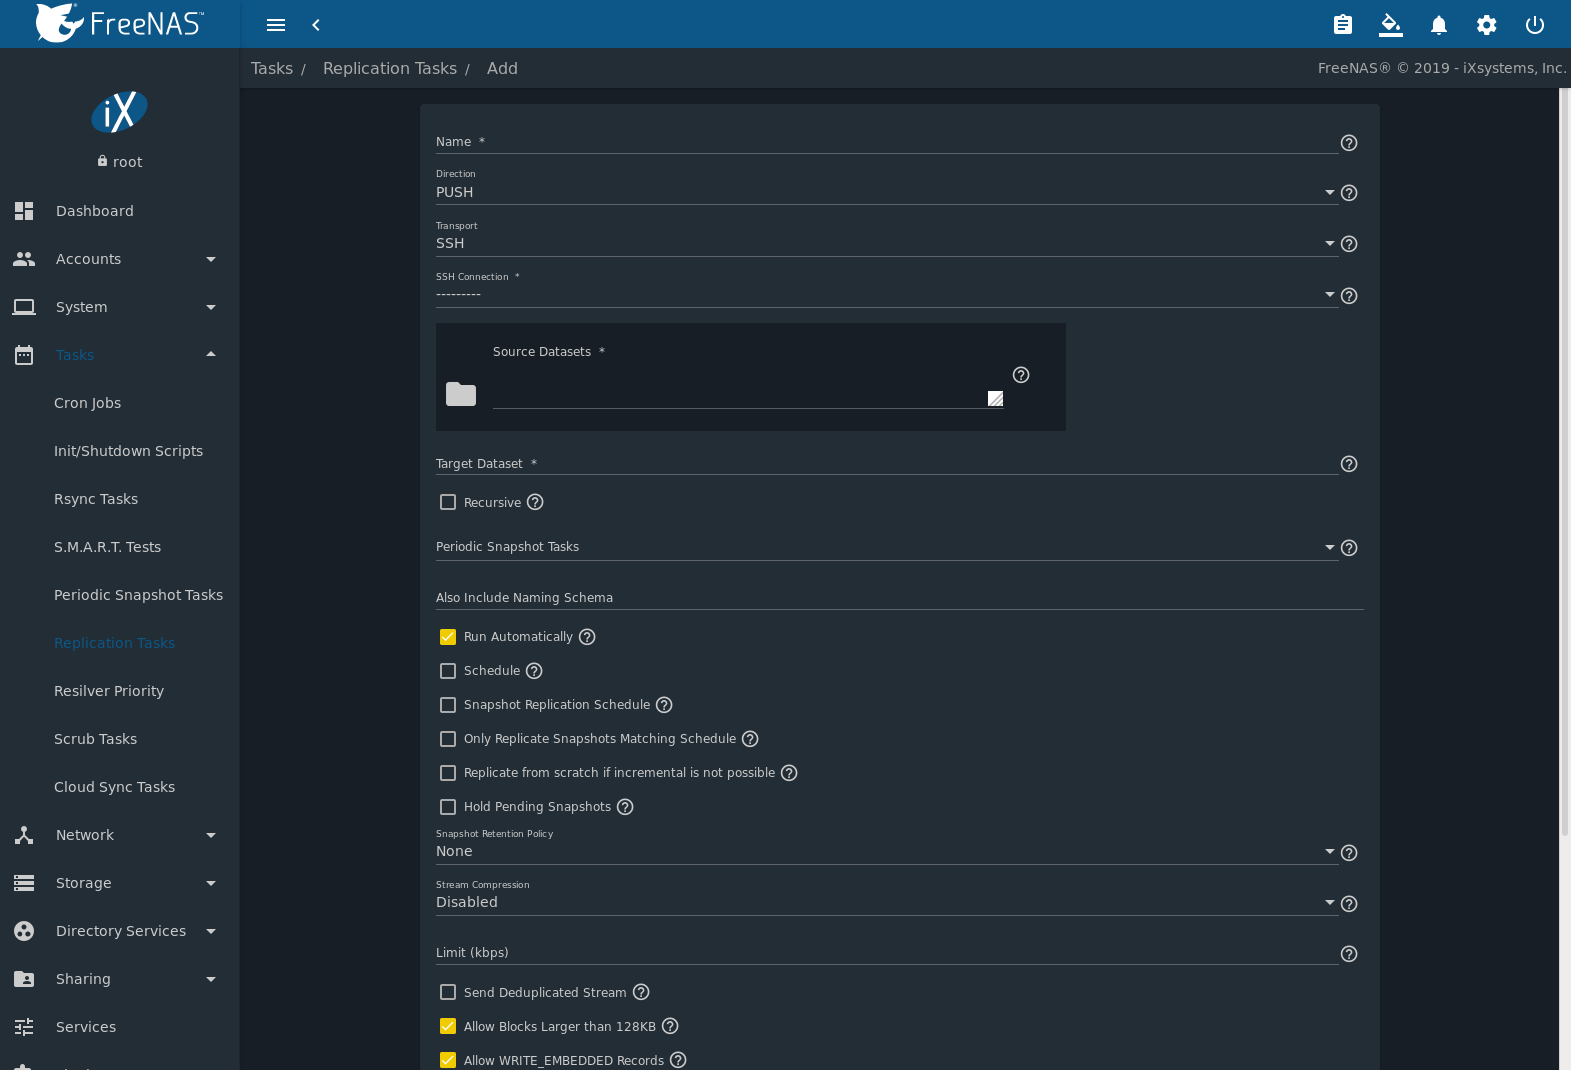 FreeNAS™
Tasks / Replication Tasks / Add
FreeNAS® © 2019 - iXsystems, Inc.
iX
root
Dashboard
Accounts
System
Tasks
Cron Jobs
Init/Shutdown Scripts
Rsync Tasks
S.M.A.R.T. Tests
Periodic Snapshot Tasks
Replication Tasks
Resilver Priority
Scrub Tasks
Cloud Sync Tasks
Network
Storage
Directory Services
Sharing
Services
Name *
Direction
PUSH
Transport
SSH
SSH Connection *
---------
Source Datasets *
Target Dataset *
Recursive
Periodic Snapshot Tasks
Also Include Naming Schema
Run Automatically
Schedule
Snapshot Replication Schedule
Only Replicate Snapshots Matching Schedule
Replicate from scratch if incremental is not possible
Hold Pending Snapshots
Snapshot Retention Policy
None
Stream Compression
Disabled
Limit (kbps)
Send Deduplicated Stream
Allow Blocks Larger than 128KB
Allow WRITE_EMBEDDED Records